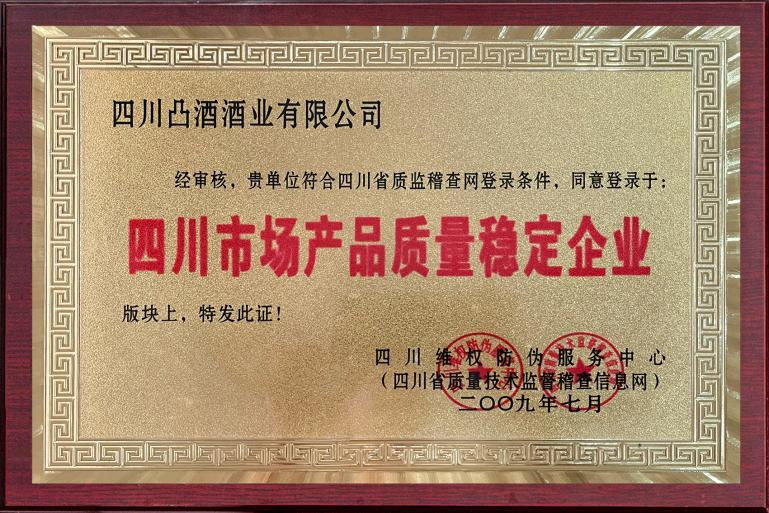 四川凸酒酒业有限公司
经审核，贵单位符合四川省质监稽查网登录条件，同意登录于：
四川市场产品质量稳定企业
版块上，特发此证！
四川维权防伪服务中心
（四川省质量技术监督稽查信息网）
二〇〇九年七月